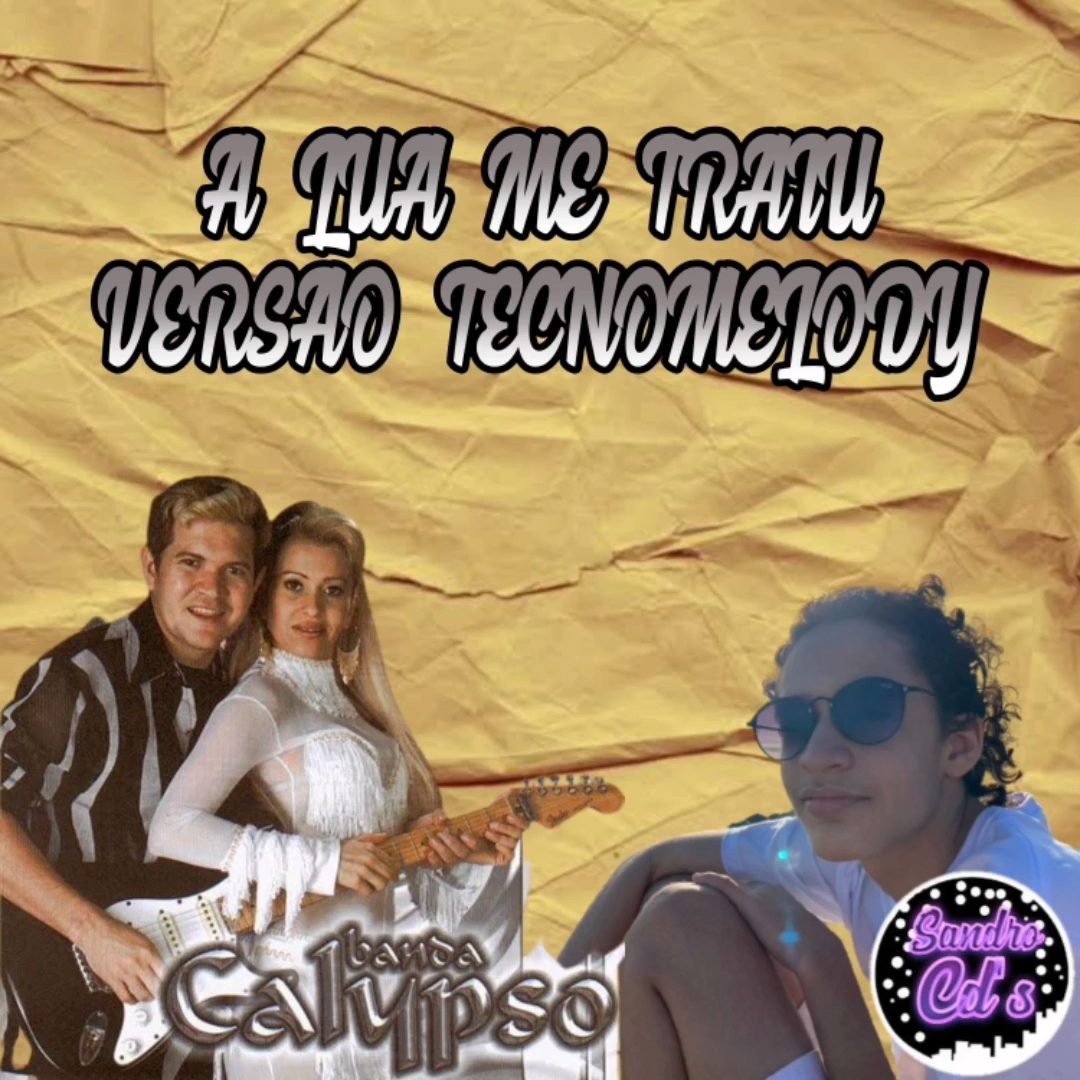 A LUA ME TRAIU
VERSÃO TECNOMELODY
banda
Calypso
Sandro
Cd's